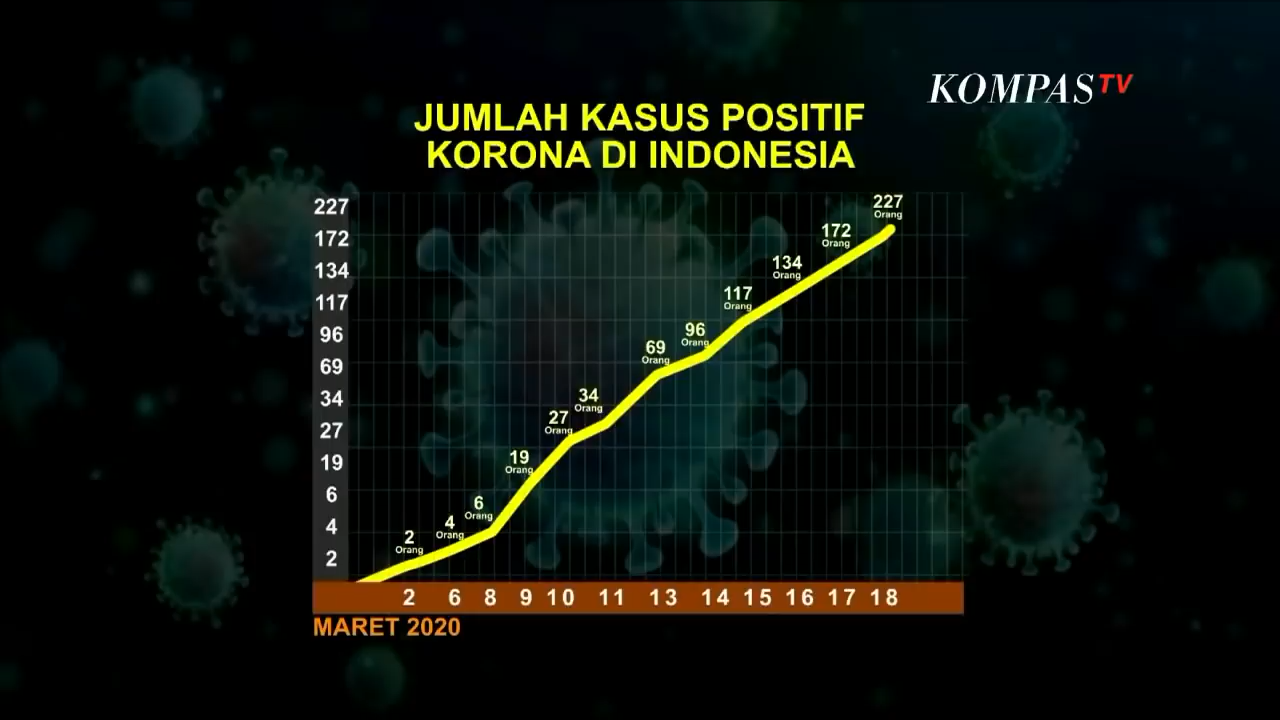 KOMPAS TV
JUMLAH KASUS POSITIF
KORONA DI INDONESIA
227
172
134
117
96
69
34
27
19
6
4
2
2
Orang
4
Orang
6
Orang
19
Orang
27
Orang
34
Orang
69
Orang
96
Orang
117
Orang
134
Orang
172
Orang
227
Orang
2 6 8 9 10 11 13 14 15 16 17 18
MARET 2020